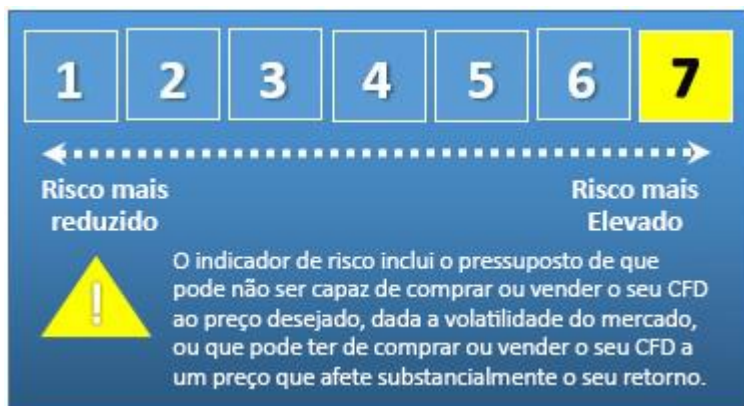 1 2 3 4 5 6 7
Risco mais reduzido
Risco mais Elevado
! O indicador de risco inclui o pressuposto de que
pode não ser capaz de comprar ou vender o seu CFD
ao preço desejado, dada a volatilidade do mercado,
ou que pode ter de comprar ou vender o seu CFD a
um preço que afete substancialmente o seu retorno.